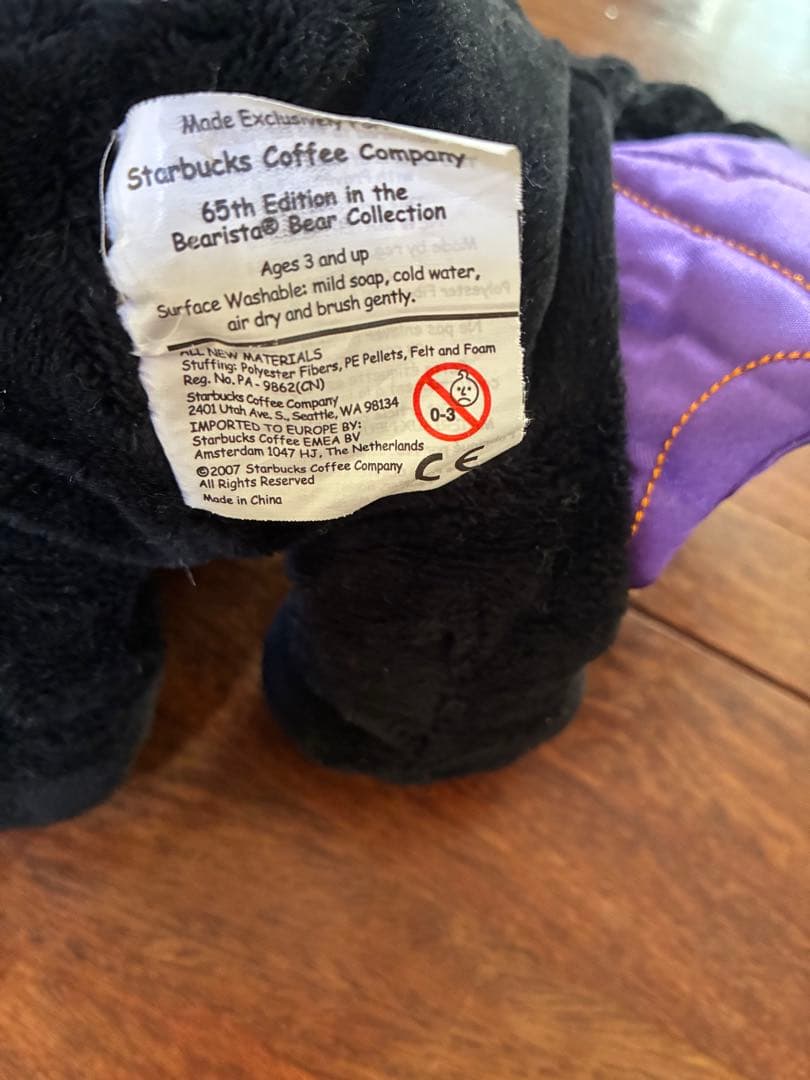 Made Exclusively
Starbucks Coffee Company
65th Edition in the
Bearista® Bear Collection
Ages 3 and up
Surface Washable: mild soap, cold water,
air dry and brush gently.
ALL NEW MATERIALS
Stuffing: Polyester Fibers, PE Pellets, Felt and Foam
Reg. No. PA - 9862(CN)
Starbucks Coffee Company
2401 Utah Ave. S., Seattle, WA 98134
0-3
IMPORTED TO EUROPE BY:
Starbucks Coffee EMEA BV
Amsterdam 1047 HJ, The Netherlands
©2007 Starbucks Coffee Company
CE
All Rights Reserved
Made in China